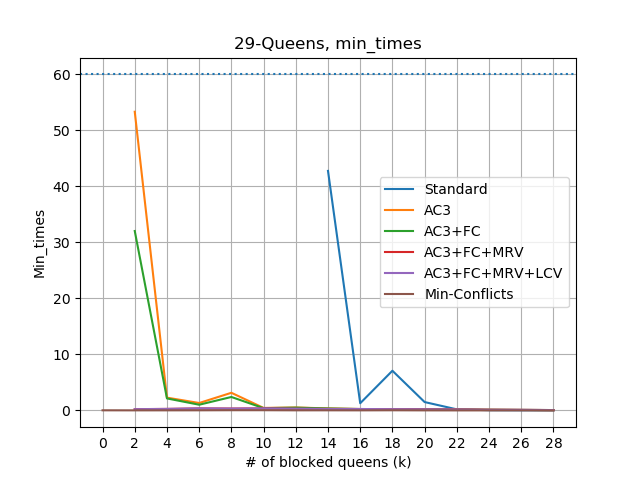 29-Queens, min_times
60
50
40
30
20
10
0
Min_times
Standard
AC3
AC3+FC
AC3+FC+MRV
AC3+FC+MRV+LCV
Min-Conflicts
0 2 4 6 8 10 12 14 16 18 20 22 24 26 28
# of blocked queens (k)